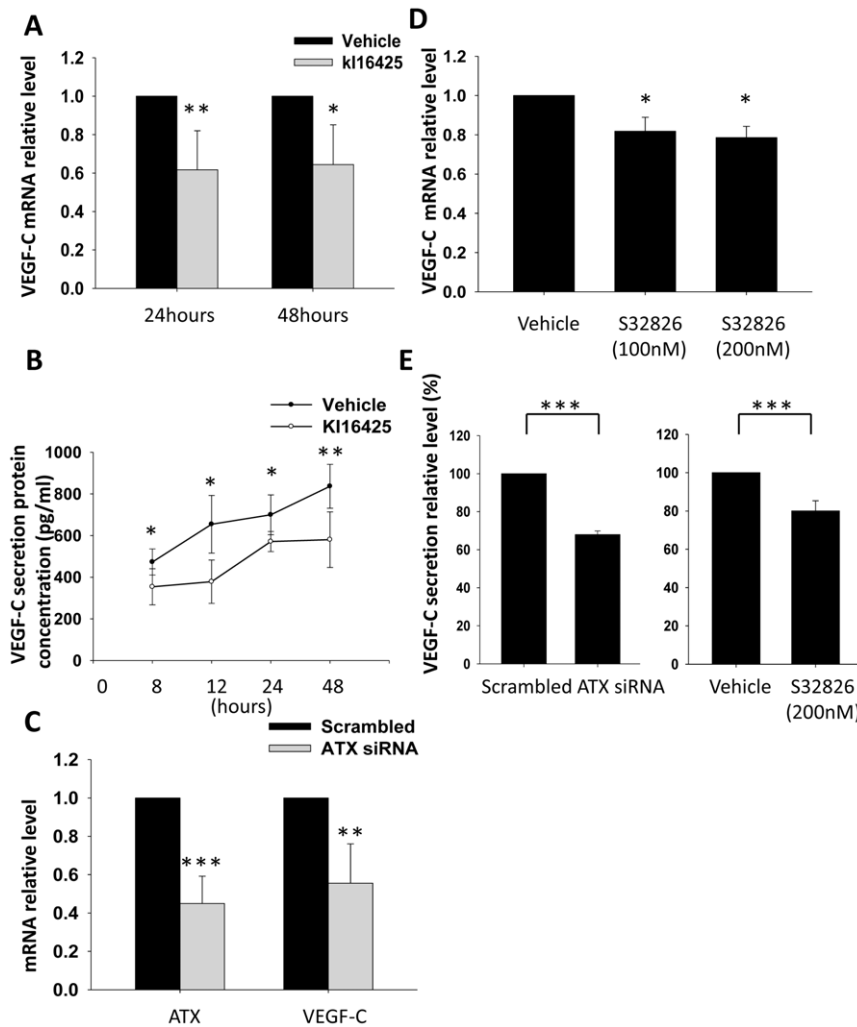 A
Vehicle
kl16425
VEGF-C mRNA relative level
1.2
1.0
0.8
0.6
0.4
0.2
0.0
**
*
24hours
48hours
B
Vehicle
KI16425
VEGF-C secretion protein
concentration (pg/ml)
1000
800
600
400
200
0
*
*
*
**
0 8 12 24 48
(hours)
C
Scrambled
ATX siRNA
mRNA relative level
1.2
1.0
0.8
0.6
0.4
0.2
0.0
***
**
ATX
VEGF-C
D
VEGF-C mRNA relative level
1.2
1.0
0.8
0.6
0.4
0.2
0.0
*
*
Vehicle
S32826
(100nM)
S32826
(200nM)
E
VEGF-C secretion relative level (%)
120
100
80
60
40
20
0
***
Scrambled ATX siRNA
120
100
80
60
40
20
0
***
Vehicle
S32826
(200nM)